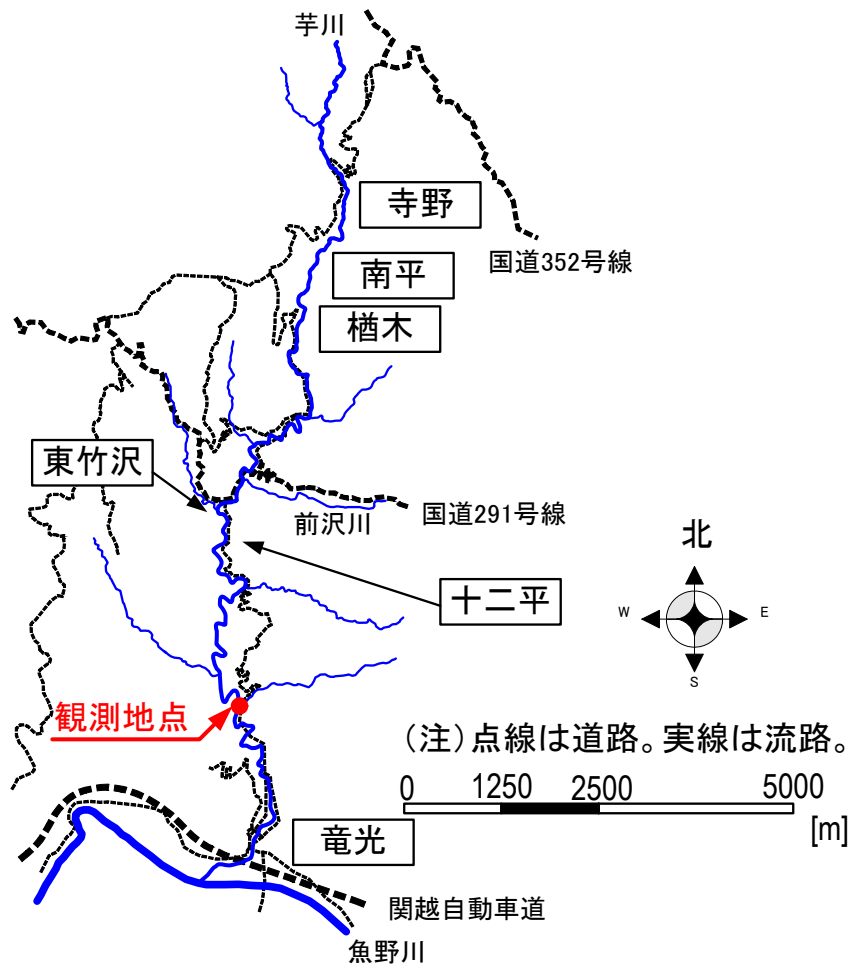 芋川
寺野
国道352号線
南平
楢木
東竹沢
前沢川
国道291号線
北
十二平
W
E
S
観測地点
(注)点線は道路。実線は流路。
0 1250 2500 5000
[m]
竜光
関越自動車道
魚野川